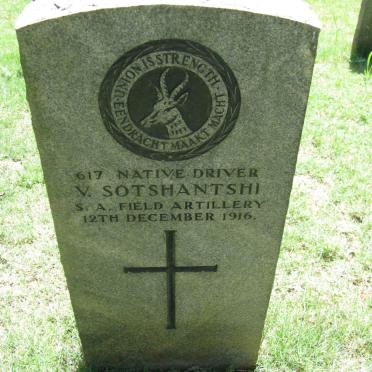 UNION IS STRENGTH
EENDRACHT MAAKT MACHT
617 NATIVE DRIVER
V. SOTSHANTSHI
S. A. FIELD ARTILLERY
12TH DECEMBER 1916.